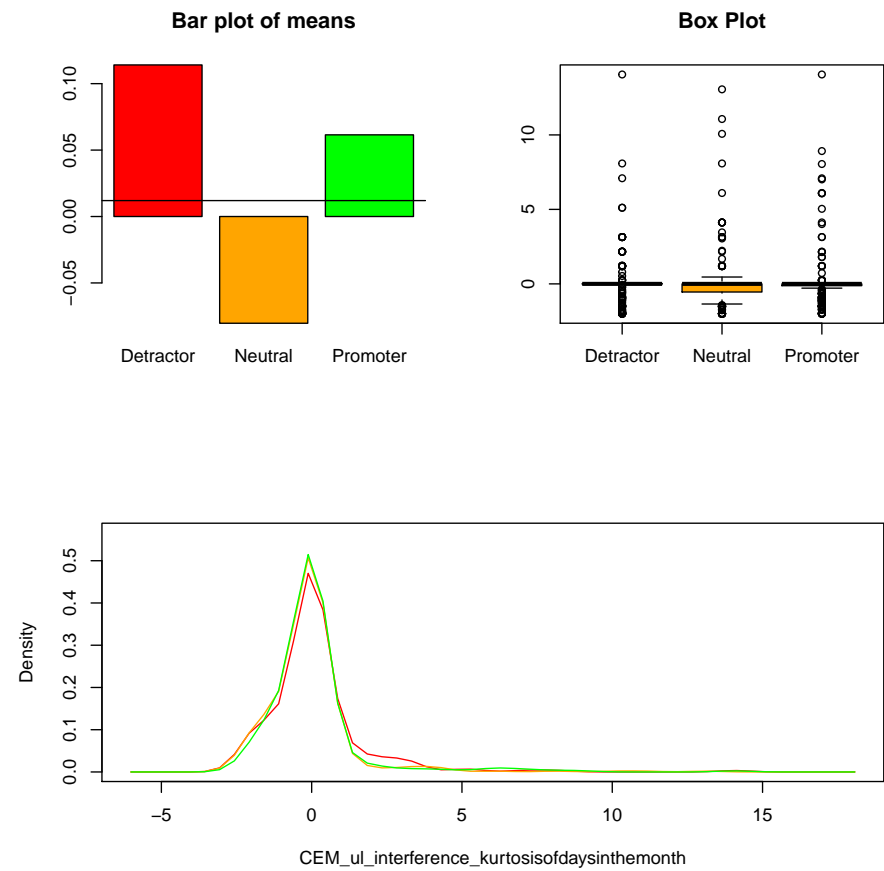 Bar plot of means
0.10
0.05
0.00
−0.05
Detractor Neutral Promoter
Box Plot
10
5
0
Detractor Neutral Promoter
Density
0.5
0.4
0.3
0.2
0.1
0.0
−5 0 5 10 15
CEM_ul_interference_kurtosisofdaysinthemonth